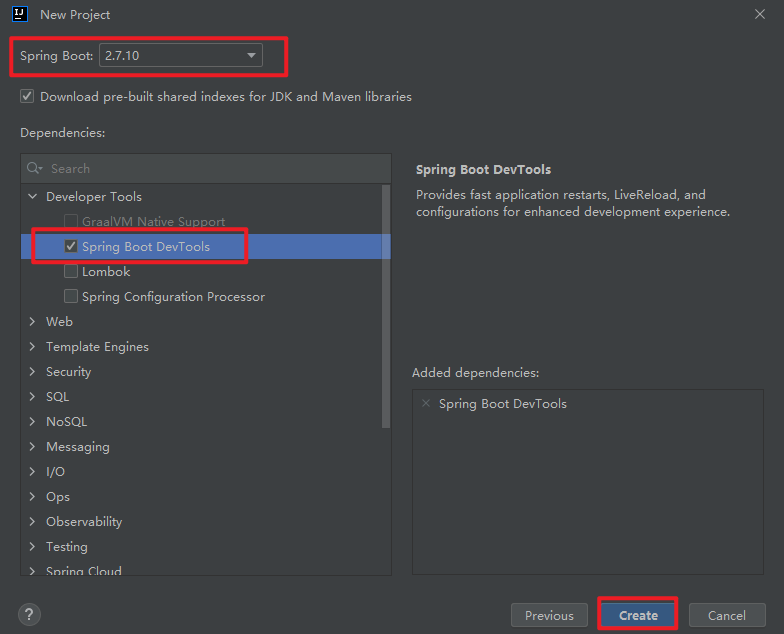 IJ New Project
Spring Boot: 2.7.10
Download pre-built shared indexes for JDK and Maven libraries
Dependencies:
Search
Developer Tools
GraalVM Native Support
Spring Boot DevTools
Lombok
Spring Configuration Processor
Web
Template Engines
Security
SQL
NoSQL
Messaging
I/O
Ops
Observability
Testing
Spring Cloud
Spring Boot DevTools
Provides fast application restarts, LiveReload, and
configurations for enhanced development experience.
Added dependencies:
Spring Boot DevTools
?
Previous
Create
Cancel